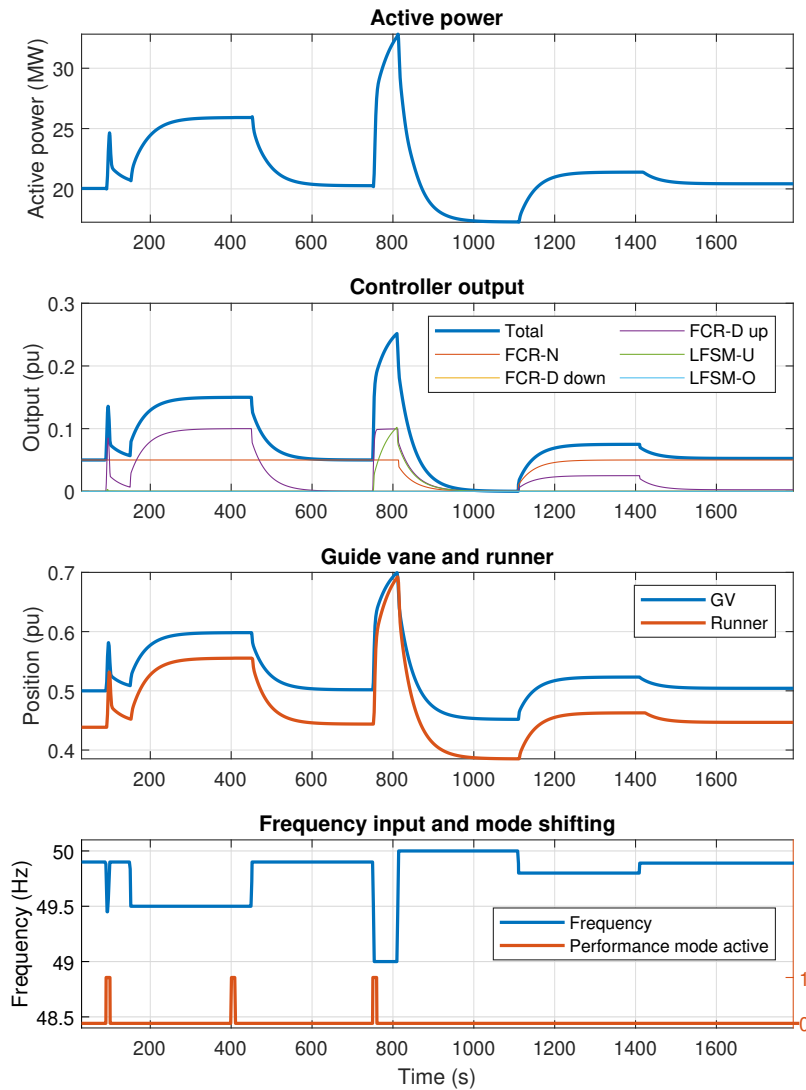 Active power
Active power (MW)
30
25
20
200 400 600 800 1000 1200 1400 1600
Controller output
Output (pu)
0.3
0.2
0.1
0
Total
FCR-N
FCR-D down
FCR-D up
LFSM-U
LFSM-O
200 400 600 800 1000 1200 1400 1600
Guide vane and runner
Position (pu)
0.7
0.6
0.5
0.4
GV
Runner
200 400 600 800 1000 1200 1400 1600
Frequency input and mode shifting
Frequency (Hz)
50
49.5
49
48.5
Frequency
Performance mode active
1
0
200 400 600 800 1000 1200 1400 1600
Time (s)